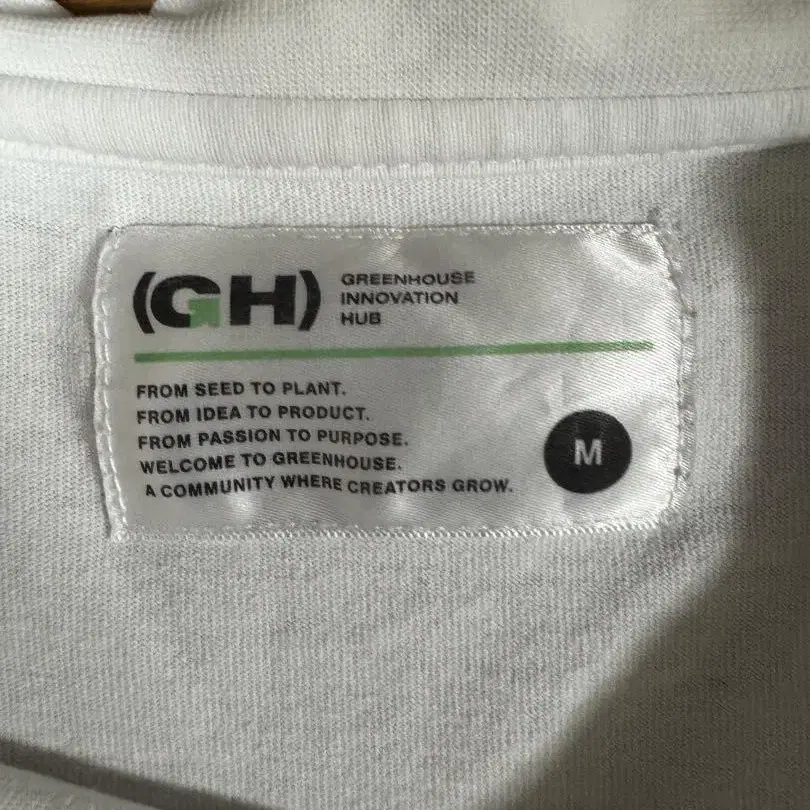 (GH) GREENHOUSE
INNOVATION
HUB
FROM SEED TO PLANT.
FROM IDEA TO PRODUCT.
FROM PASSION TO PURPOSE.
WELCOME TO GREENHOUSE.
A COMMUNITY WHERE CREATORS GROW.
M